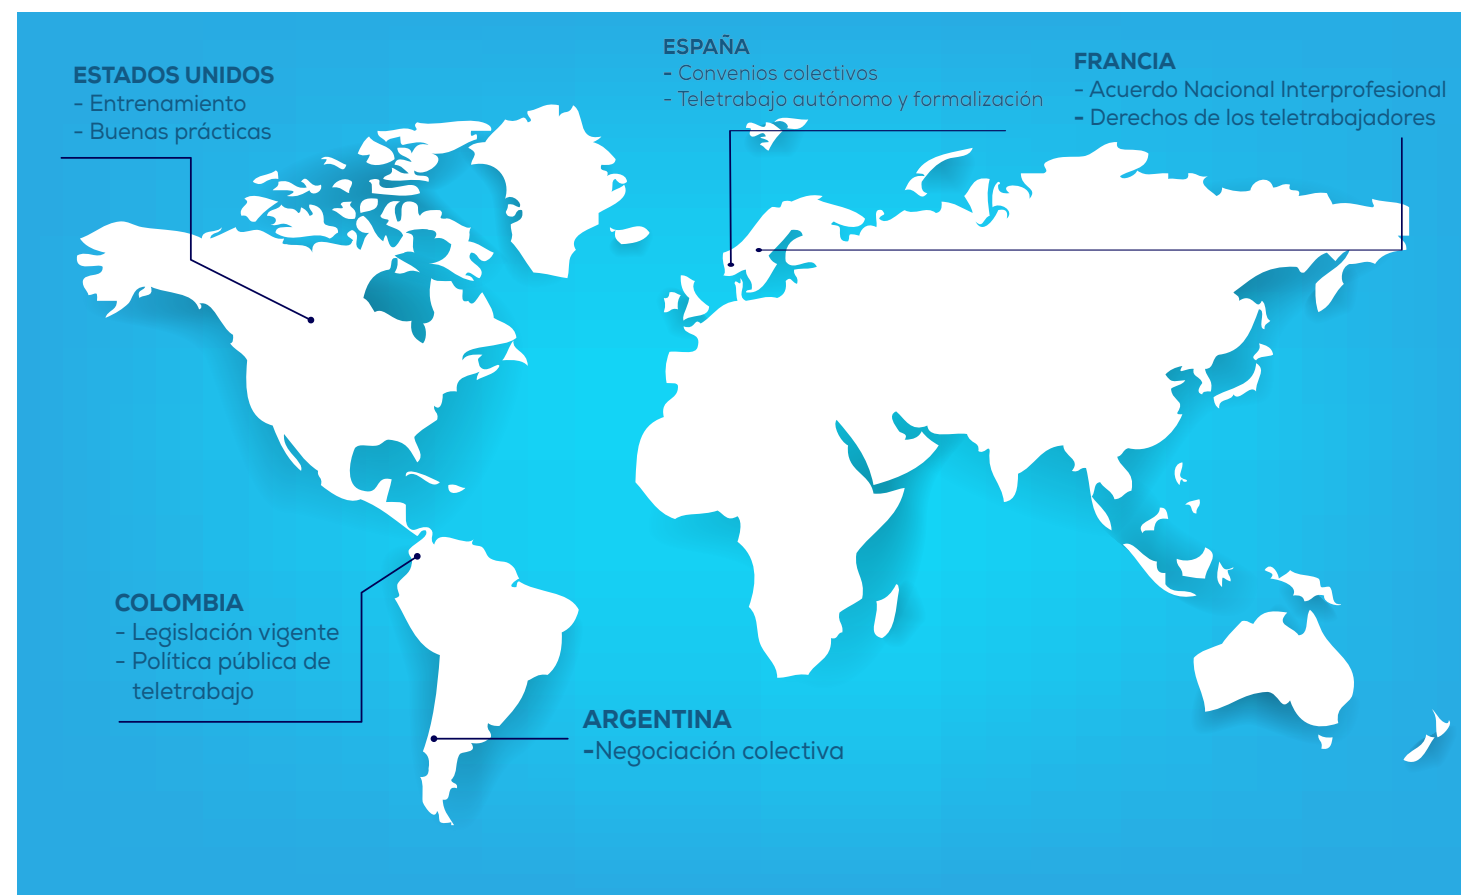 ESTADOS UNIDOS
- Entrenamiento
- Buenas prácticas
ESPAÑA
- Convenios colectivos
- Teletrabajo autónomo y formalización
FRANCIA
- Acuerdo Nacional Interprofesional
- Derechos de los teletrabajadores
COLOMBIA
- Legislación vigente
- Política pública de
teletrabajo
ARGENTINA
-Negociación colectiva